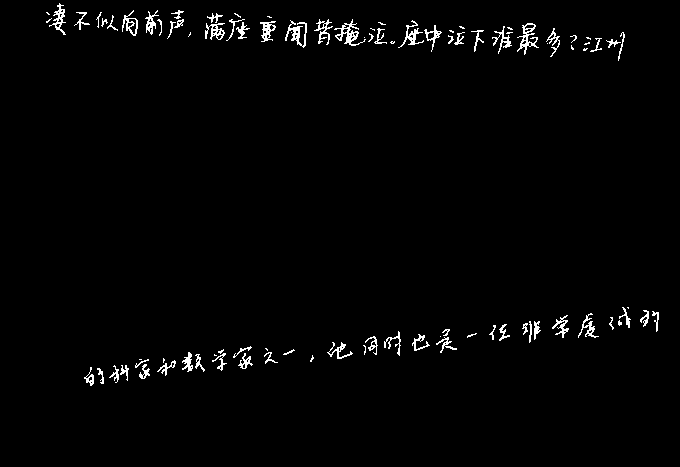 凄不似向前声,满座重闻皆掩泣。座中泣下谁最多?江州
的科家和数学家之一,他同时也是一位非常虔诚的